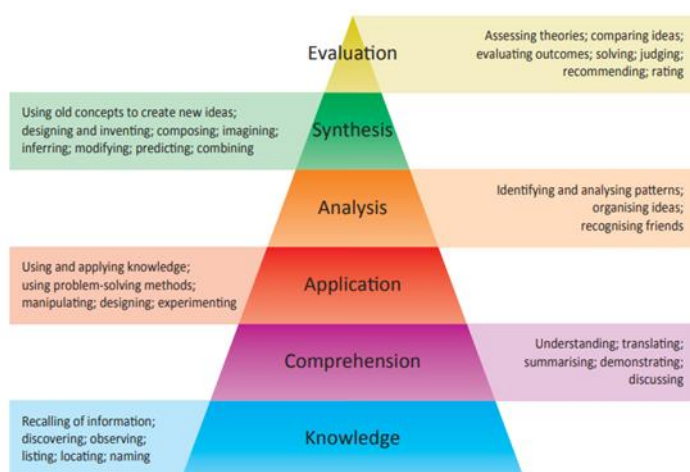 Evaluation
Assessing theories; comparing ideas;
evaluating outcomes; solving; judging;
recommending; rating
Using old concepts to create new ideas;
designing and inventing; composing; imagining;
inferring; modifying; predicting; combining
Synthesis
Analysis
Identifying and analysing patterns;
organising ideas;
recognising friends
Using and applying knowledge;
using problem-solving methods;
manipulating; designing; experimenting
Application
Comprehension
Understanding; translating;
summarising; demonstrating;
discussing
Recalling of information;
discovering; observing;
listing; locating; naming
Knowledge